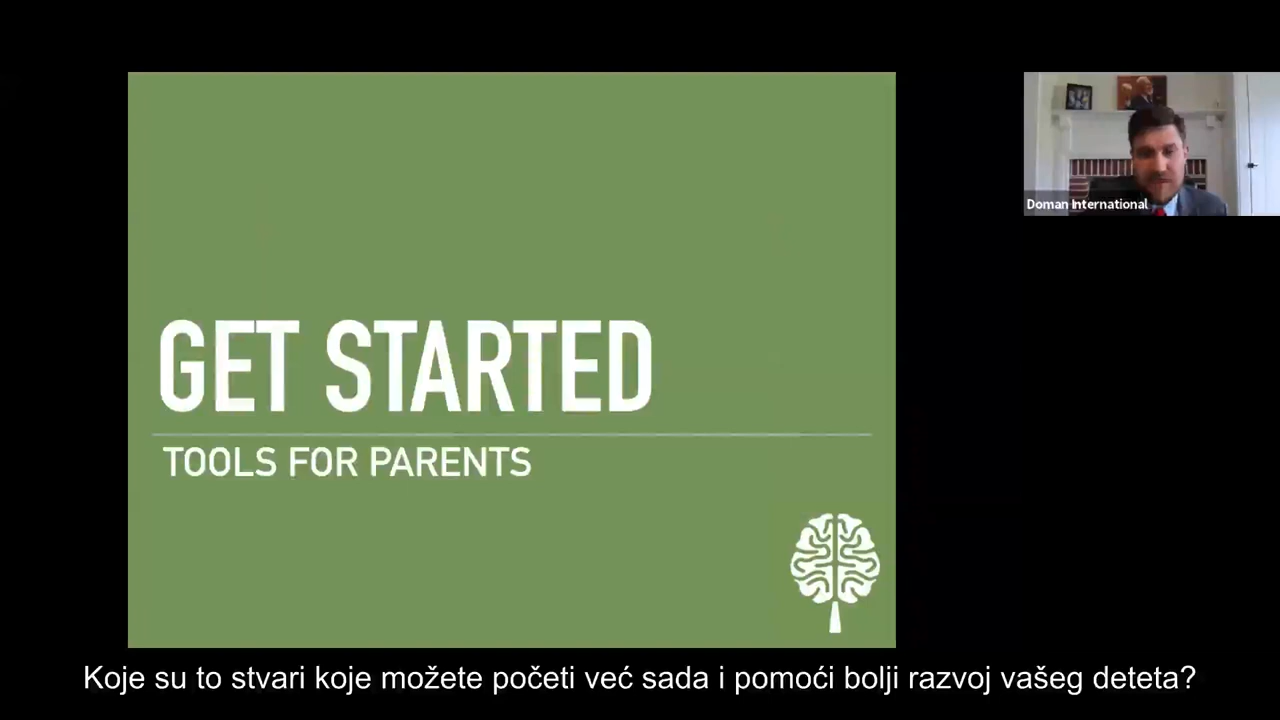 Doman International
GET STARTED
TOOLS FOR PARENTS
Koje su to stvari koje možete početi već sada i pomoći bolji razvoj vašeg deteta?